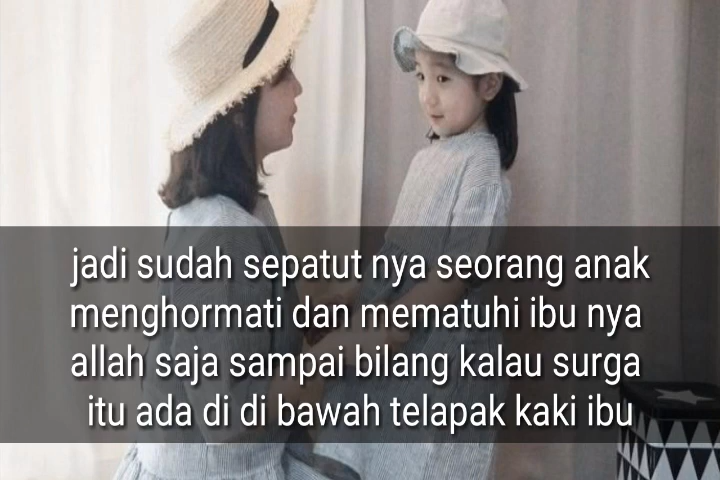 jadi sudah sepatut nya seorang anak
menghormati dan mematuhi ibu nya
allah saja sampai bilang kalau surga
itu ada di di bawah telapak kaki ibu